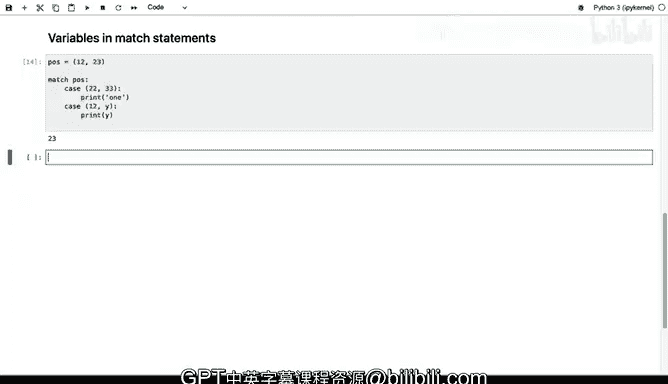 Code
Python 3 (ipykernel)
Variables in match statements
[14]:
pos = (12, 23)
match pos:
case (22, 33):
print('one')
case (12, y):
print(y)
23
[ ]:
GPT中英字幕课程资源@bilibili.com